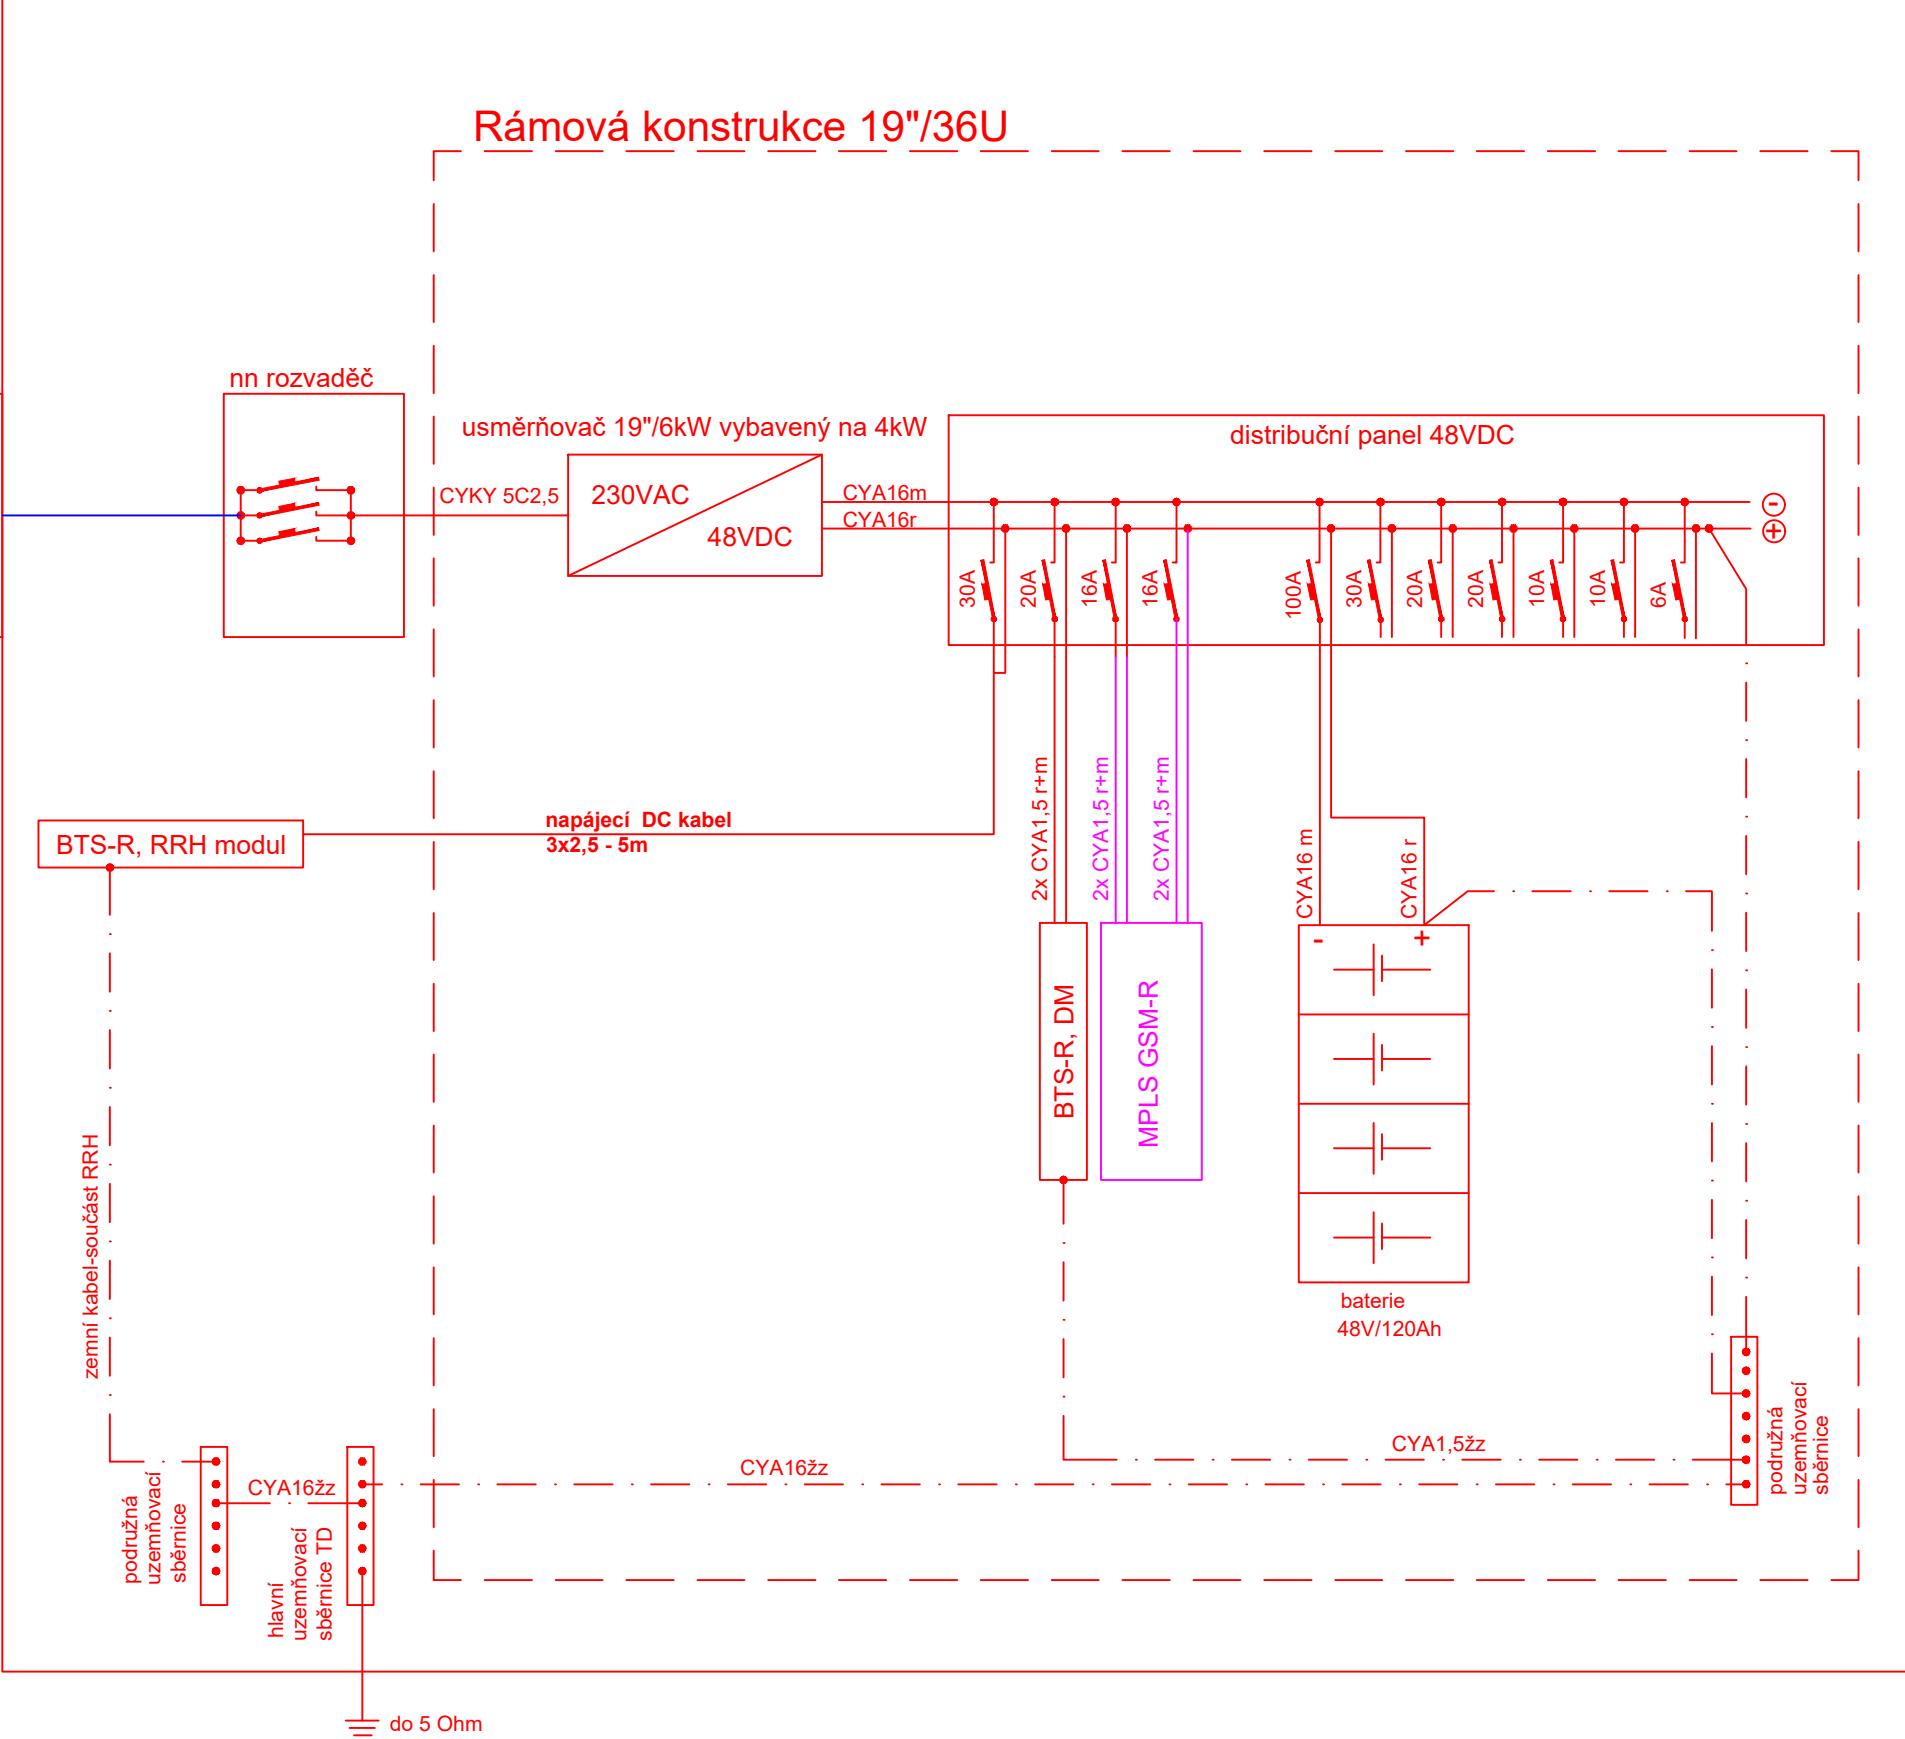 Rámová konstrukce 19"/36U
nn rozvaděč
usměrňovač 19"/6kW vybavený na 4kW
distribuční panel 48VDC
CYKY 5C2,5
230VAC
48VDC
CYA16m
CYA16r
-
+
30A
20A
16A
16A
100A
30A
20A
20A
10A
10A
6A
BTS-R, RRH modul
napájecí  DC kabel
3x2,5 - 5m
2x CYA1,5 r+m
2x CYA1,5 r+m
2x CYA1,5 r+m
CYA16 m
CYA16 r
-
+
BTS-R, DM
MPLS GSM-R
baterie
48V/120Ah
zemní kabel-součást RRH
podružná
uzemňovací
sběrnice
CYA16žz
hlavní
uzemňovací
sběrnice TD
CYA16žz
CYA1,5žz
podružná
uzemňovací
sběrnice
do 5 Ohm